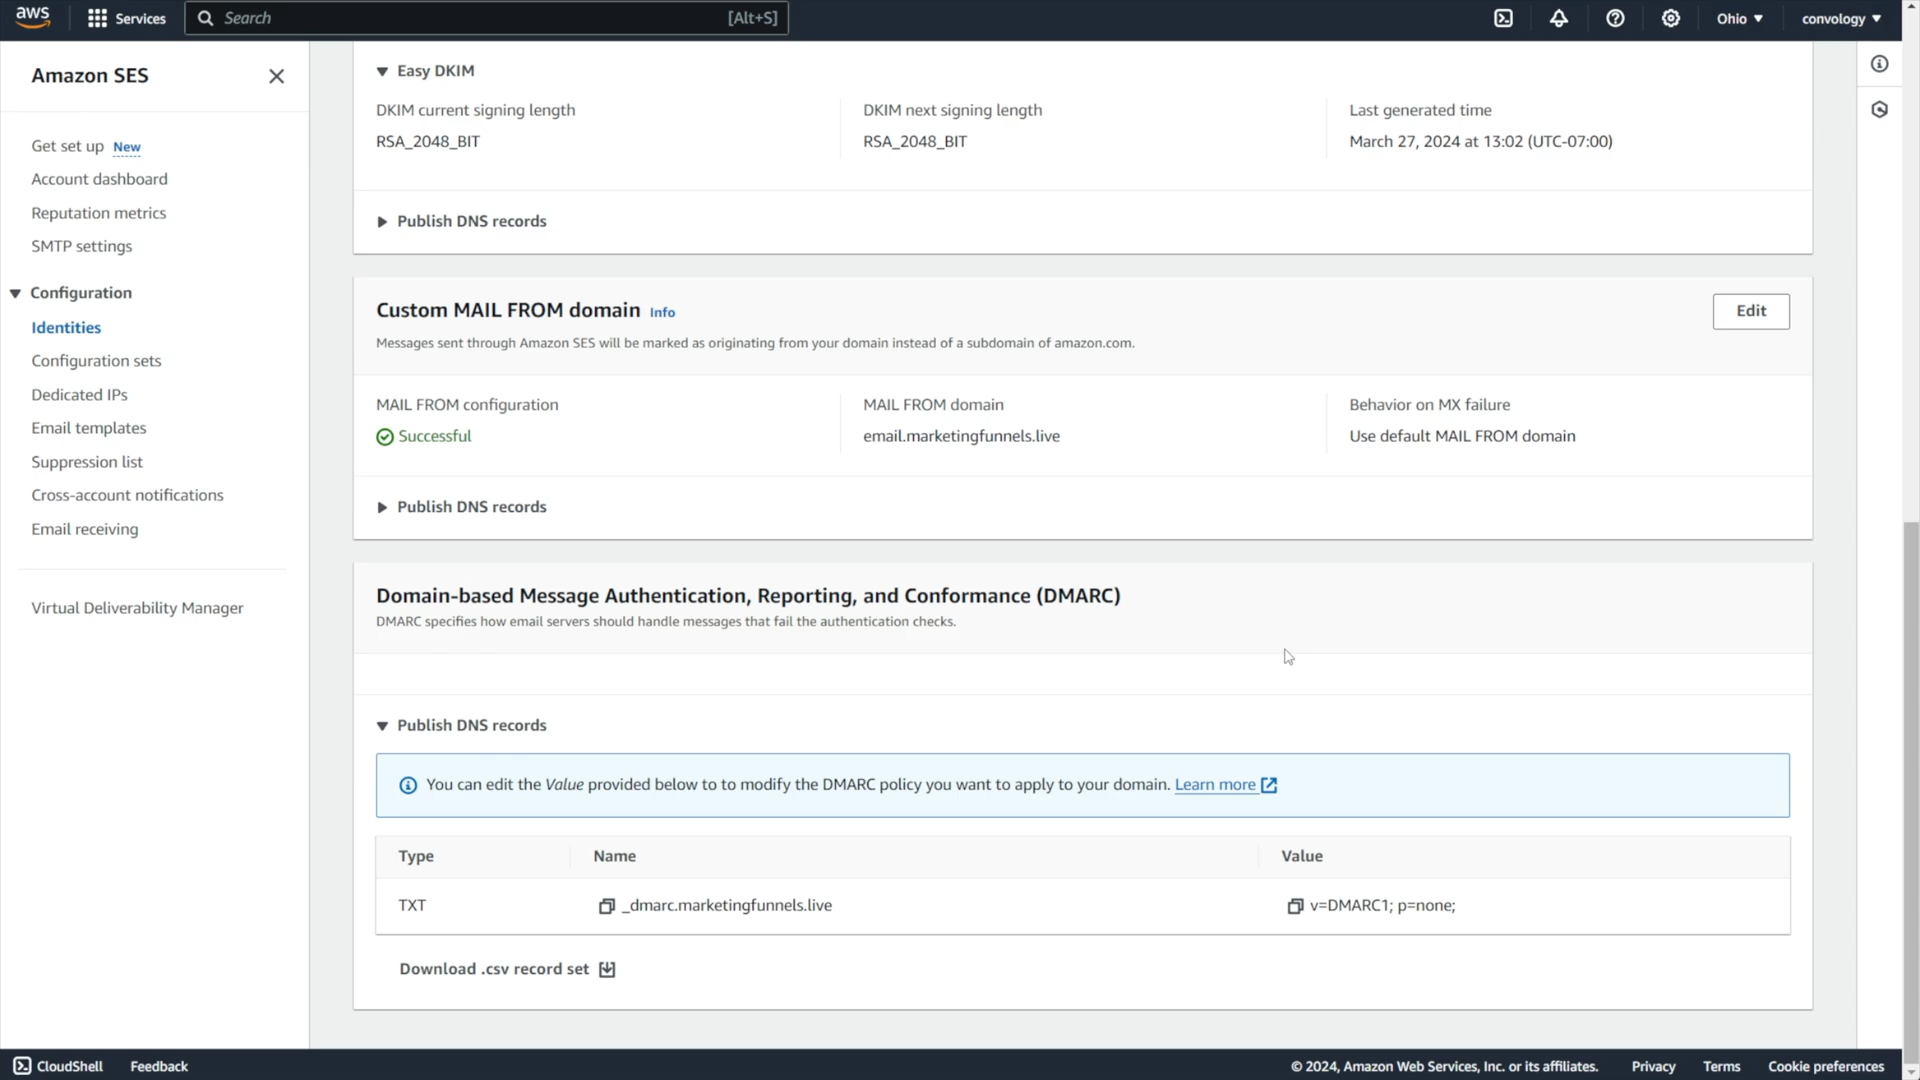 aws
Services
Search
[Alt+S]
Ohio ▼
convology ▼
Amazon SES
Get set up New
Account dashboard
Reputation metrics
SMTP settings
Configuration
Identities
Configuration sets
Dedicated IPs
Email templates
Suppression list
Cross-account notifications
Email receiving
Virtual Deliverability Manager
Easy DKIM
DKIM current signing length
RSA_2048_BIT
DKIM next signing length
RSA_2048_BIT
Last generated time
March 27, 2024 at 13:02 (UTC-07:00)
Publish DNS records
Custom MAIL FROM domain Info
Edit
Messages sent through Amazon SES will be marked as originating from your domain instead of a subdomain of amazon.com.
MAIL FROM configuration
Successful
MAIL FROM domain
email.marketingfunnels.live
Behavior on MX failure
Use default MAIL FROM domain
Publish DNS records
Domain-based Message Authentication, Reporting, and Conformance (DMARC)
DMARC specifies how email servers should handle messages that fail the authentication checks.
Publish DNS records
You can edit the Value provided below to to modify the DMARC policy you want to apply to your domain. Learn more
Type Name Value
TXT _dmarc.marketingfunnels.live v=DMARC1; p=none;
Download .csv record set
CloudShell
Feedback
© 2024, Amazon Web Services, Inc. or its affiliates.
Privacy
Terms
Cookie preferences